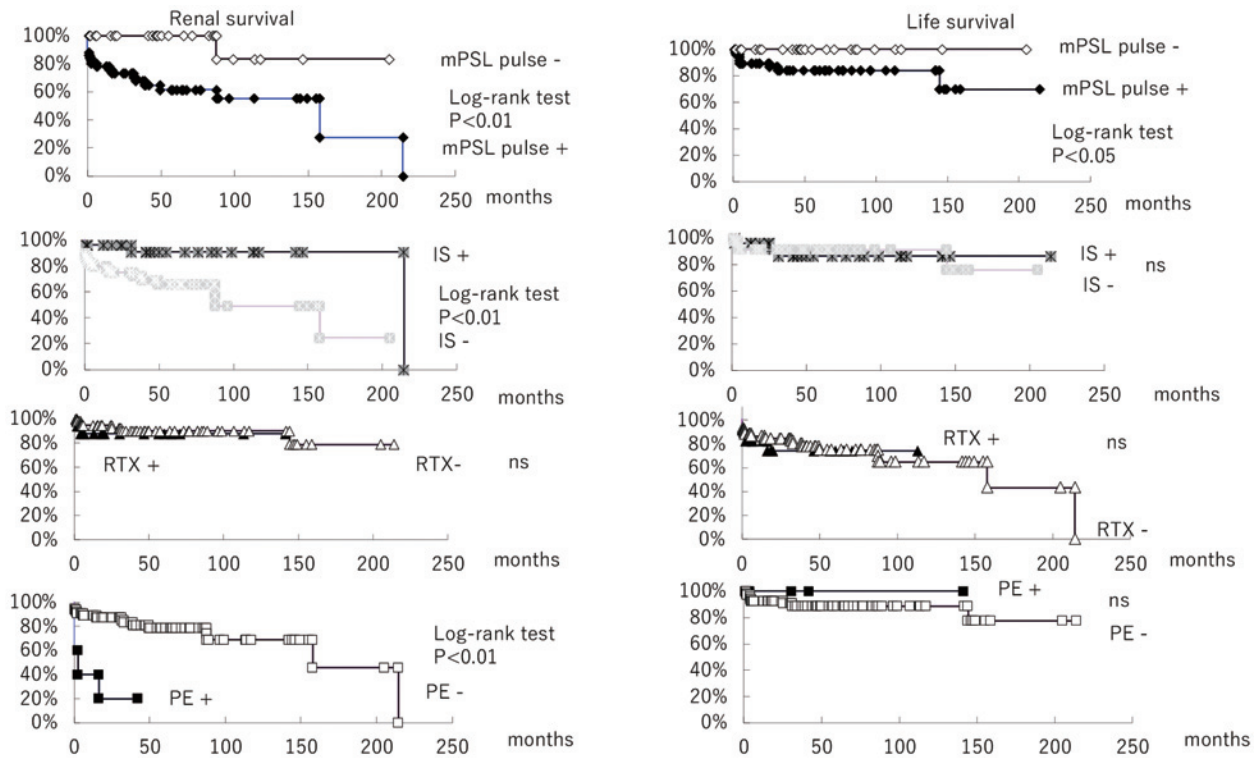 Renal survival
100%
80%
60%
40%
20%
0%
mPSL pulse -
Log-rank test
P<0.01
mPSL pulse +
0 50 100 150 200 250
months
Life survival
100%
80%
60%
40%
20%
0%
mPSL pulse -
mPSL pulse +
Log-rank test
P<0.05
0 50 100 150 200 250
months
100%
80%
60%
40%
20%
0%
IS +
Log-rank test
P<0.01
IS -
0 50 100 150 200 250
months
100%
80%
60%
40%
20%
0%
IS +
IS -
ns
0 50 100 150 200 250
months
100%
80%
60%
40%
20%
0%
RTX +
RTX-
ns
0 50 100 150 200 250
months
100%
80%
60%
40%
20%
0%
RTX +
ns
RTX -
0 50 100 150 200 250
months
100%
80%
60%
40%
20%
0%
Log-rank test
P<0.01
PE +
PE -
0 50 100 150 200 250
months
100%
80%
60%
40%
20%
0%
PE +
ns
PE -
0 50 100 150 200 250
months